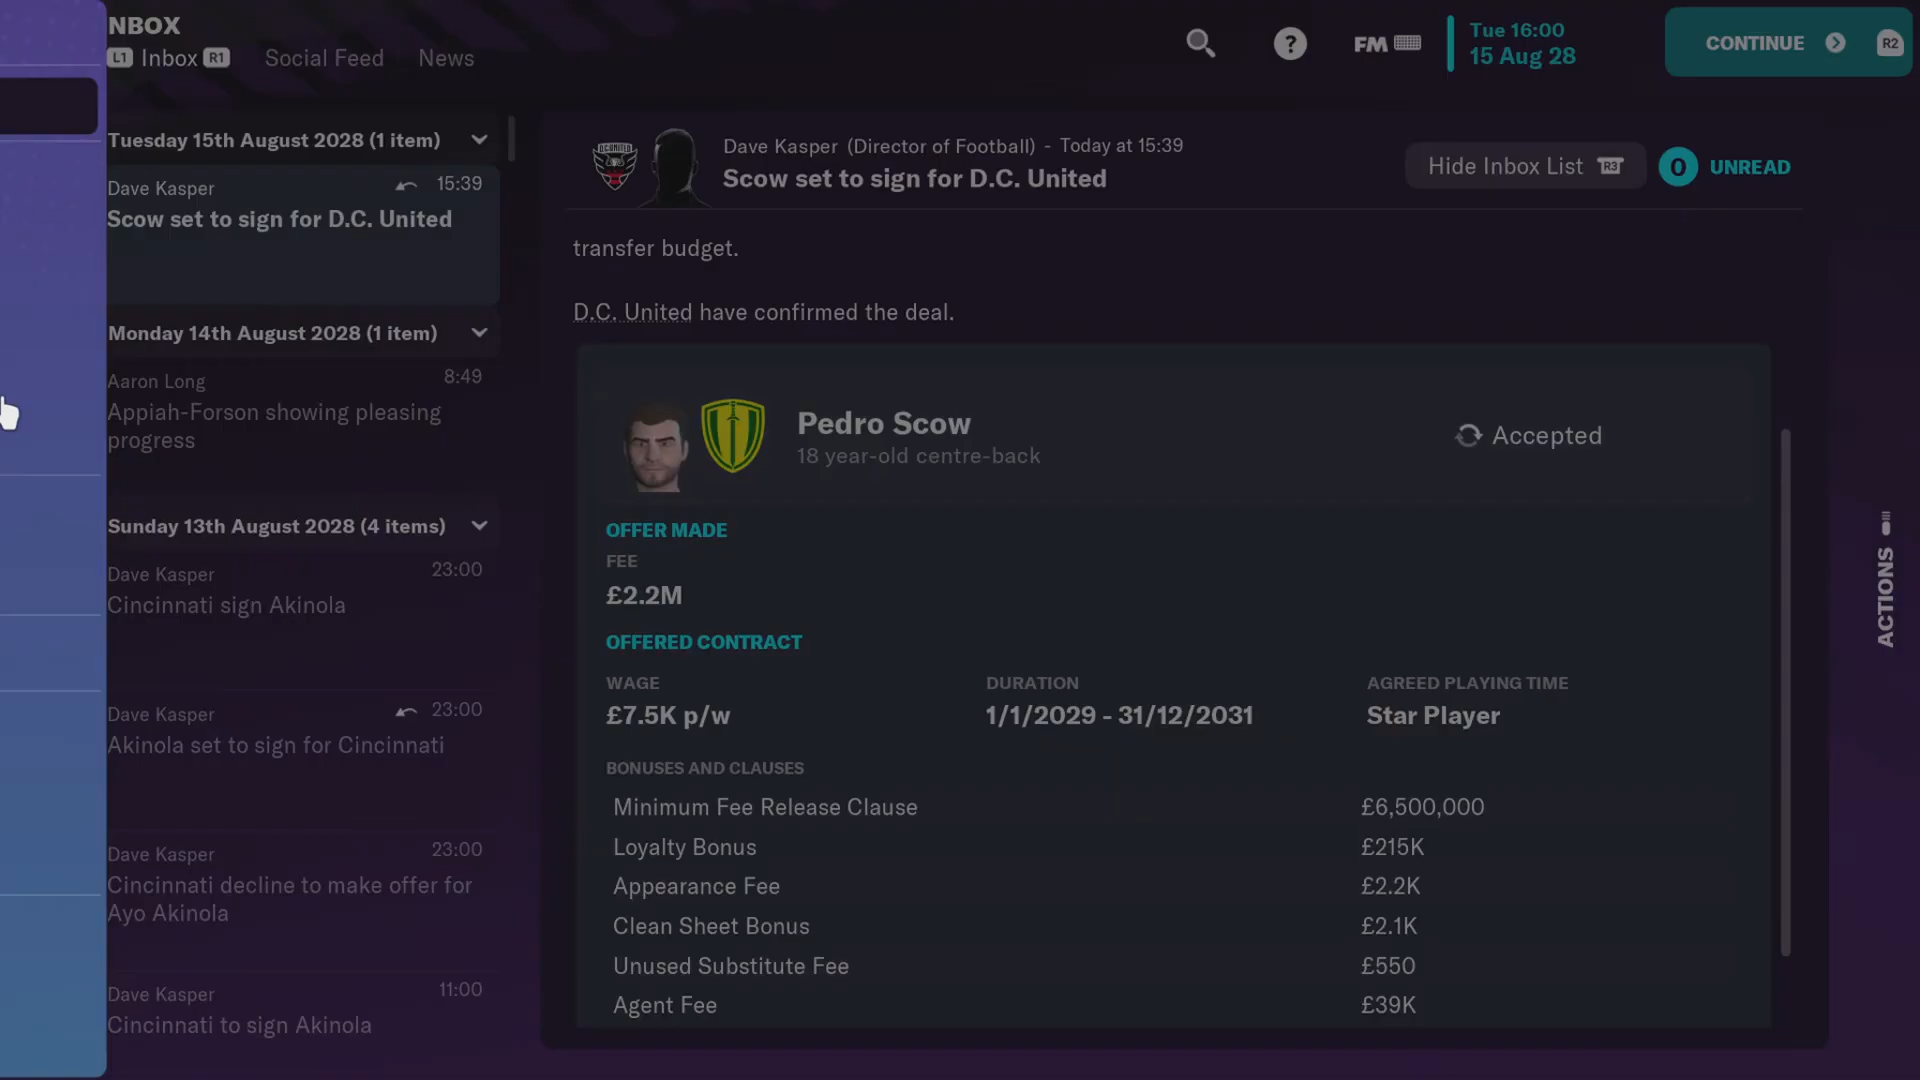 NBOX
L1 Inbox R1 Social Feed News
FM
Tue 16:00
15 Aug 28
CONTINUE R2
Tuesday 15th August 2028 (1 item)
Dave Kasper 15:39
Scow set to sign for D.C. United
Monday 14th August 2028 (1 item)
Aaron Long 8:49
Appiah-Forson showing pleasing
progress
Sunday 13th August 2028 (4 items)
Dave Kasper 23:00
Cincinnati sign Akinola
Dave Kasper 23:00
Akinola set to sign for Cincinnati
Dave Kasper 23:00
Cincinnati decline to make offer for
Ayo Akinola
Dave Kasper 11:00
Cincinnati to sign Akinola
Dave Kasper (Director of Football) - Today at 15:39
Scow set to sign for D.C. United
Hide Inbox List R3
0 UNREAD
transfer budget.
D.C. United have confirmed the deal.
Pedro Scow
18 year-old centre-back
Accepted
OFFER MADE
FEE
£2.2M
OFFERED CONTRACT
WAGE DURATION AGREED PLAYING TIME
£7.5K p/w 1/1/2029 - 31/12/2031 Star Player
BONUSES AND CLAUSES
Minimum Fee Release Clause £6,500,000
Loyalty Bonus £215K
Appearance Fee £2.2K
Clean Sheet Bonus £2.1K
Unused Substitute Fee £550
Agent Fee £39K
ACTIONS